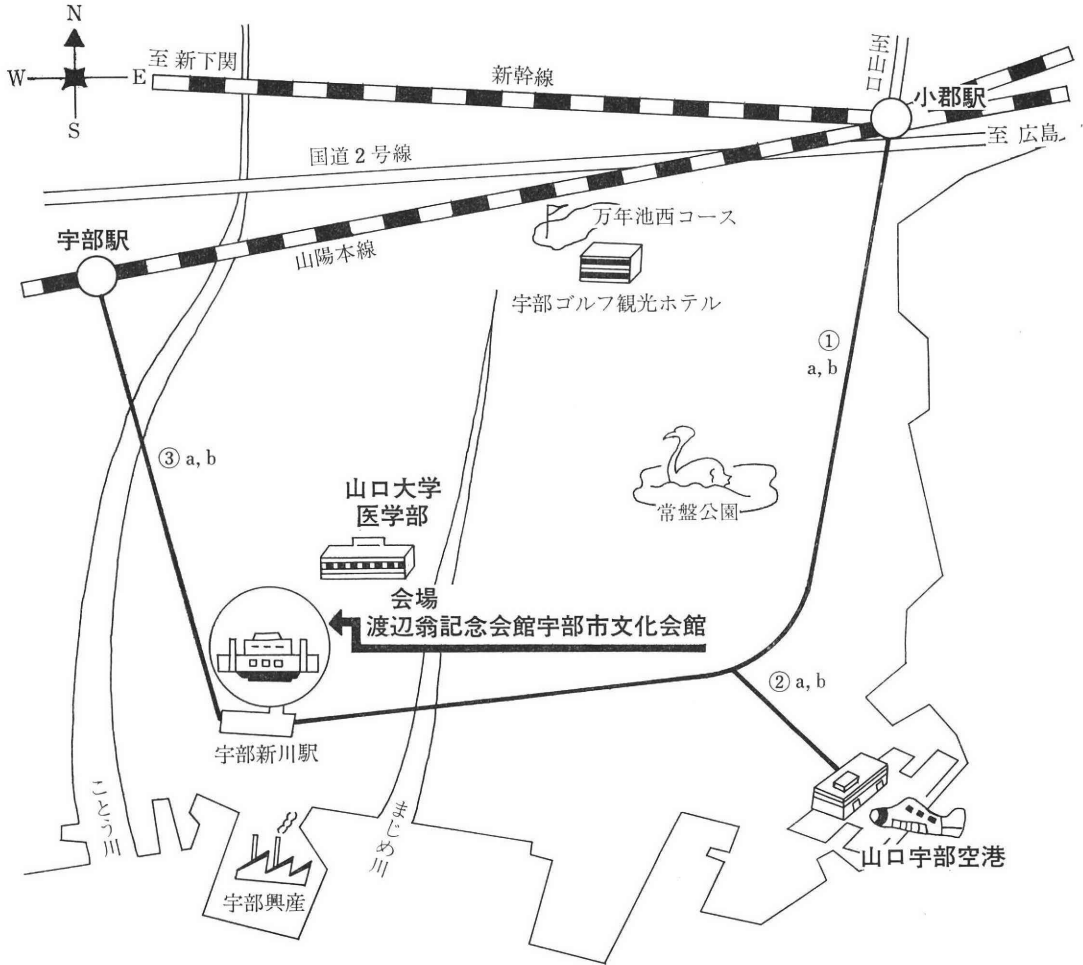 N
W E
S
至 新下関
新幹線
至山口
小郡駅
至 広島
国道2号線
万年池西コース
宇部駅
山陽本線
宇部ゴルフ観光ホテル
①
a, b
③ a, b
山口大学
医学部
常盤公園
会場
渡辺翁記念会館宇部市文化会館
② a, b
宇部新川駅
ことう川
まじめ川
宇部興産
山口宇部空港